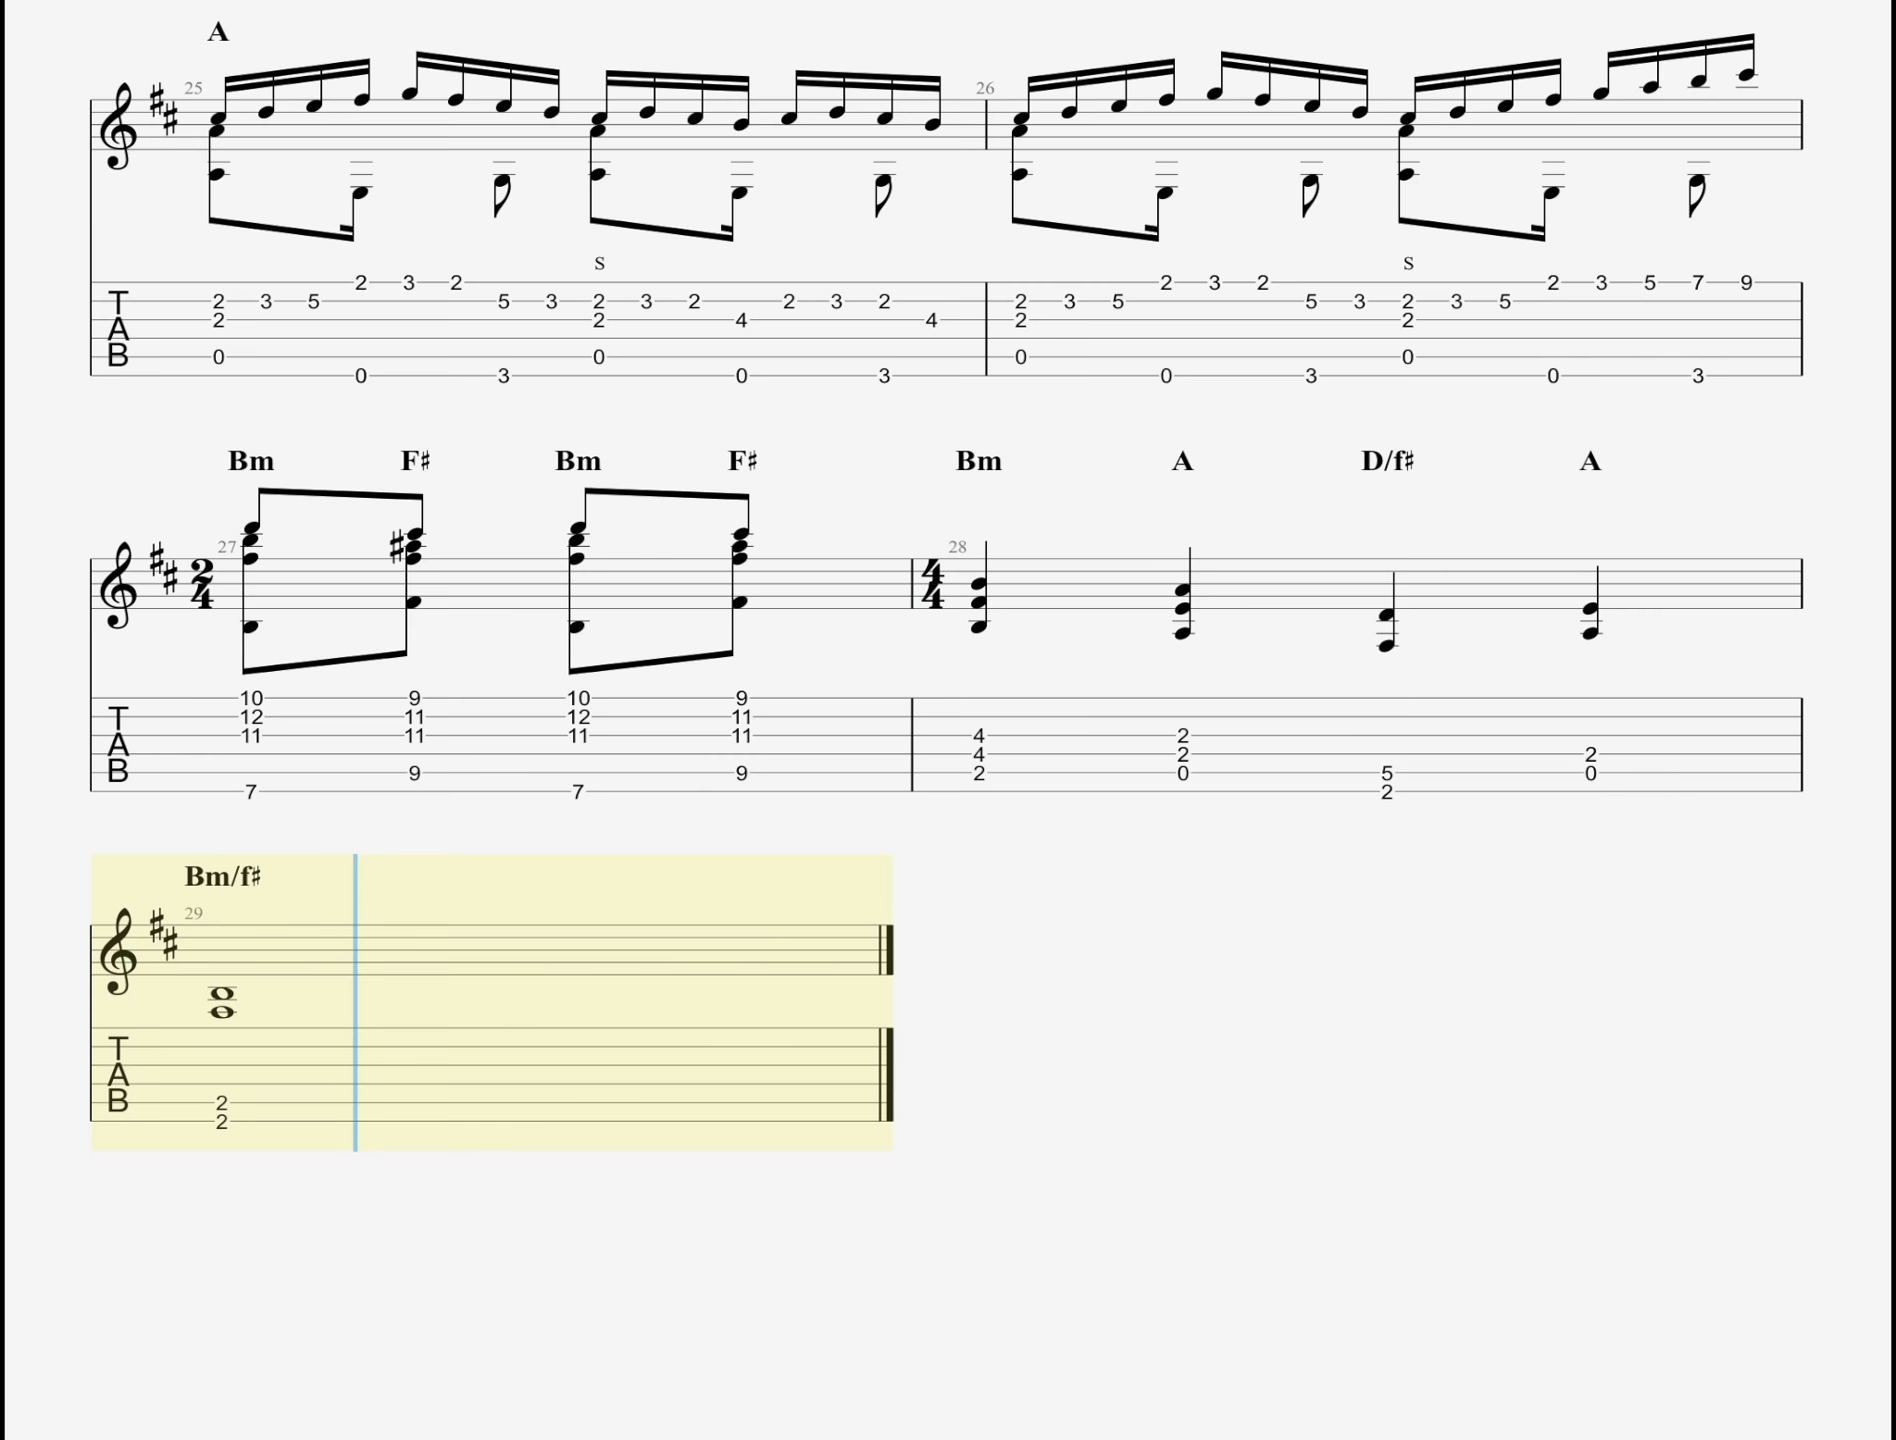 A
25 26
S S
2 3 2 2 3 2
T 2 3 5 5 3 2 3 2 2 3 2 2 3 5 5 3 2 3 5 3 5 7 9
A 2 2 4 4 2 2
B 0 0 0 0
0 3 0 3 0 3 0 3
Bm F♯ Bm F♯ Bm A D/f♯ A
27 2/4 28 4/4
10 9 10 9
T 12 11 12 11
11 11 11 11 4 2
A 4 2 2
B 9 9 2 0 5 0
7 7 2
Bm/f♯
29
T
A
B 2
2